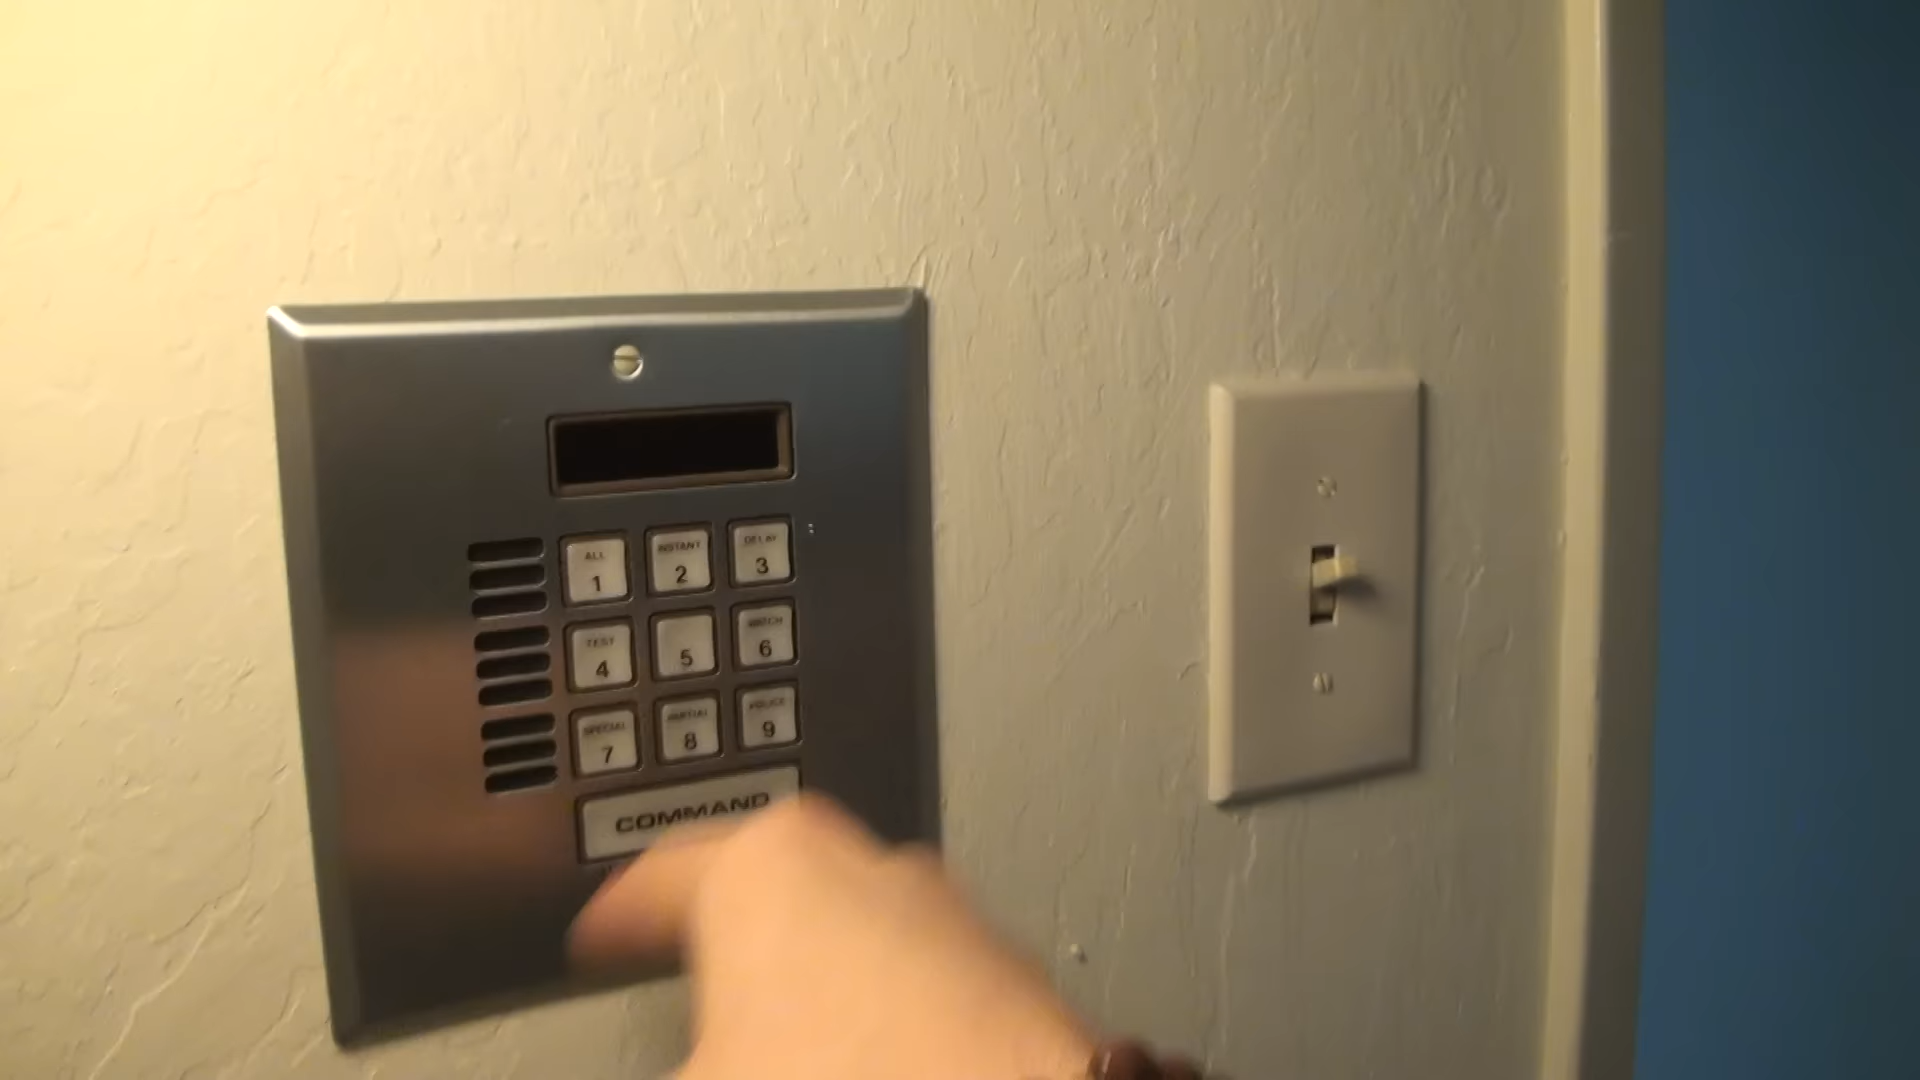 ALL INSTANT DELAY
1 2 3
TEST WATCH
4 5 6
SPECIAL PARTIAL POLICE
7 8 9
COMMAND